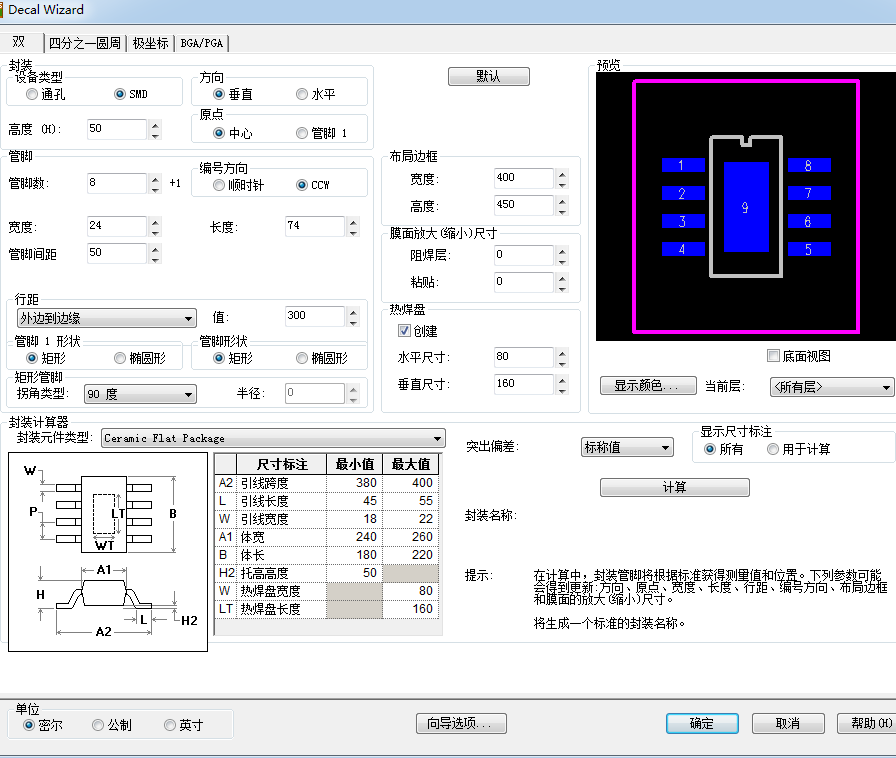 Decal Wizard
双 四分之一圆周 极坐标 BGA/PGA
封装
设备类型
通孔 SMD
高度 (H): 50
方向
垂直 水平
原点
中心 管脚 1
管脚
管脚数: 8 +1
编号方向
顺时针 CCW
宽度: 24 长度: 74
管脚间距 50
行距
外边到边缘 值: 300
管脚 1 形状
矩形 椭圆形
管脚形状
矩形 椭圆形
矩形管脚
拐角类型: 90 度 半径: 0
默认
布局边框
宽度: 400
高度: 450
膜面放大(缩小)尺寸
阻焊层: 0
粘贴: 0
热焊盘
创建
水平尺寸: 80
垂直尺寸: 160
预览
1 8
2 7
9
3 6
4 5
底面视图
显示颜色... 当前层: <所有层>
封装计算器
封装元件类型: Ceramic Flat Package
W
P
LT
B
WT
A1
H
L
H2
A2
尺寸标注 最小值 最大值
A2 引线跨度 380 400
L 引线长度 45 55
W 引线宽度 18 22
A1 体宽 240 260
B 体长 180 220
H2 托高高度 50
W 热焊盘宽度 80
LT 热焊盘长度 160
突出偏差: 标称值
显示尺寸标注
所有 用于计算
计算
封装名称:
提示: 在计算中，封装管脚将根据标准获得测量值和位置。下列参数可能
会得到更新:方向、原点、宽度、长度、行距、编号方向、布局边框
和膜面的放大(缩小)尺寸。
将生成一个标准的封装名称。
单位
密尔 公制 英寸
向导选项... 确定 取消 帮助(H)